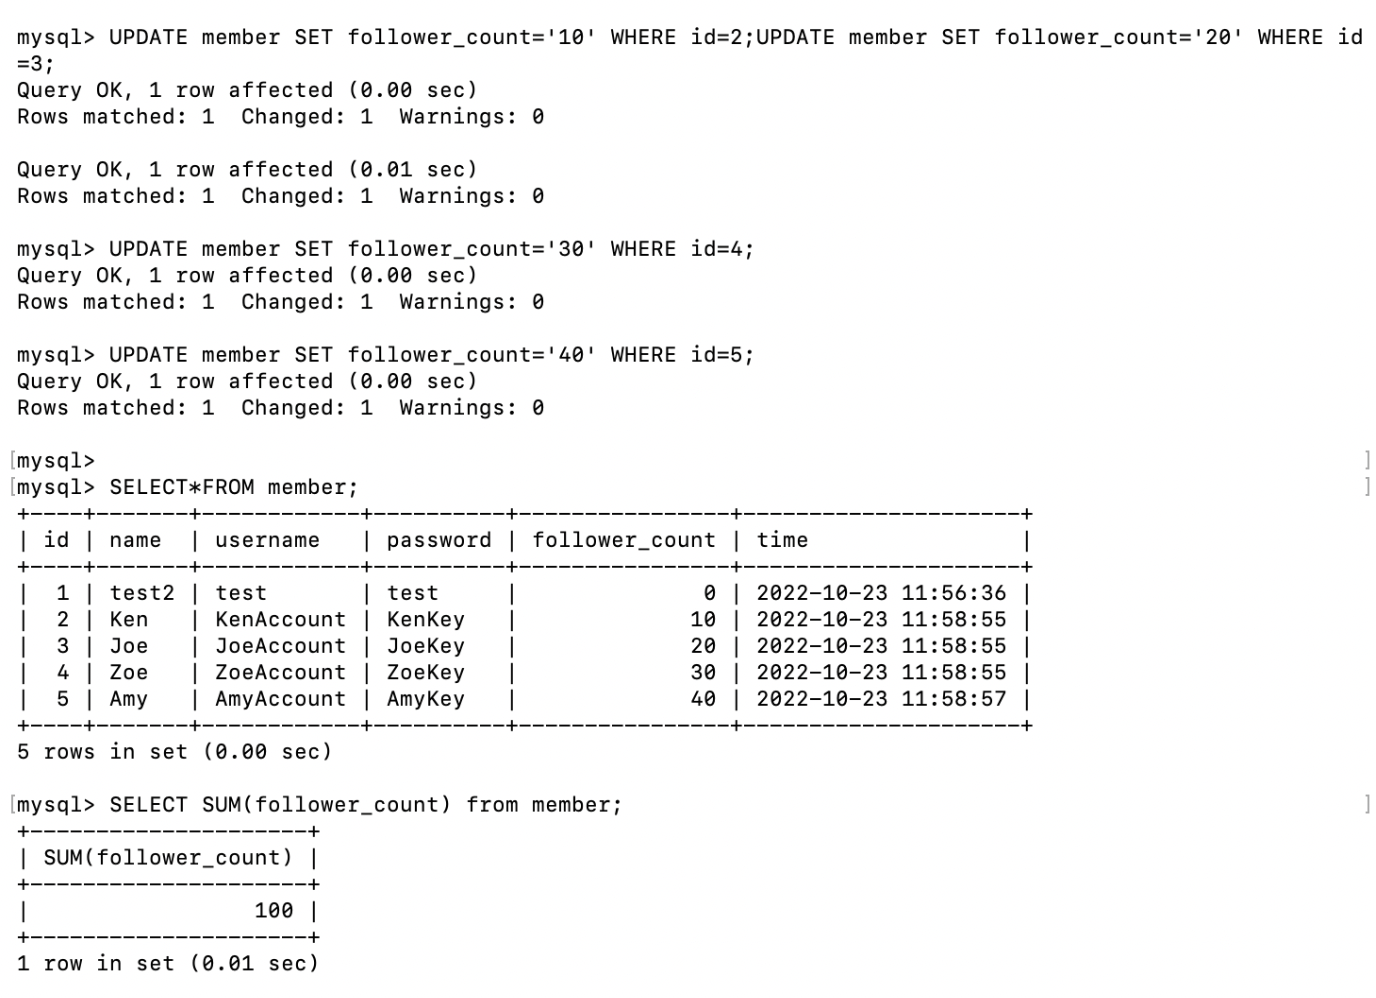 mysql> UPDATE member SET follower_count='10' WHERE id=2;UPDATE member SET follower_count='20' WHERE id
=3;
Query OK, 1 row affected (0.00 sec)
Rows matched: 1  Changed: 1  Warnings: 0

Query OK, 1 row affected (0.01 sec)
Rows matched: 1  Changed: 1  Warnings: 0

mysql> UPDATE member SET follower_count='30' WHERE id=4;
Query OK, 1 row affected (0.00 sec)
Rows matched: 1  Changed: 1  Warnings: 0

mysql> UPDATE member SET follower_count='40' WHERE id=5;
Query OK, 1 row affected (0.00 sec)
Rows matched: 1  Changed: 1  Warnings: 0

[mysql>                                                                                                ]
[mysql> SELECT*FROM member;                                                                            ]
+----+-------+------------+----------+----------------+---------------------+
| id | name  | username   | password | follower_count | time                |
+----+-------+------------+----------+----------------+---------------------+
|  1 | test2 | test       | test     |              0 | 2022-10-23 11:56:36 |
|  2 | Ken   | KenAccount | KenKey   |             10 | 2022-10-23 11:58:55 |
|  3 | Joe   | JoeAccount | JoeKey   |             20 | 2022-10-23 11:58:55 |
|  4 | Zoe   | ZoeAccount | ZoeKey   |             30 | 2022-10-23 11:58:55 |
|  5 | Amy   | AmyAccount | AmyKey   |             40 | 2022-10-23 11:58:57 |
+----+-------+------------+----------+----------------+---------------------+
5 rows in set (0.00 sec)

[mysql> SELECT SUM(follower_count) from member;                                                        ]
+---------------------+
| SUM(follower_count) |
+---------------------+
|                 100 |
+---------------------+
1 row in set (0.01 sec)